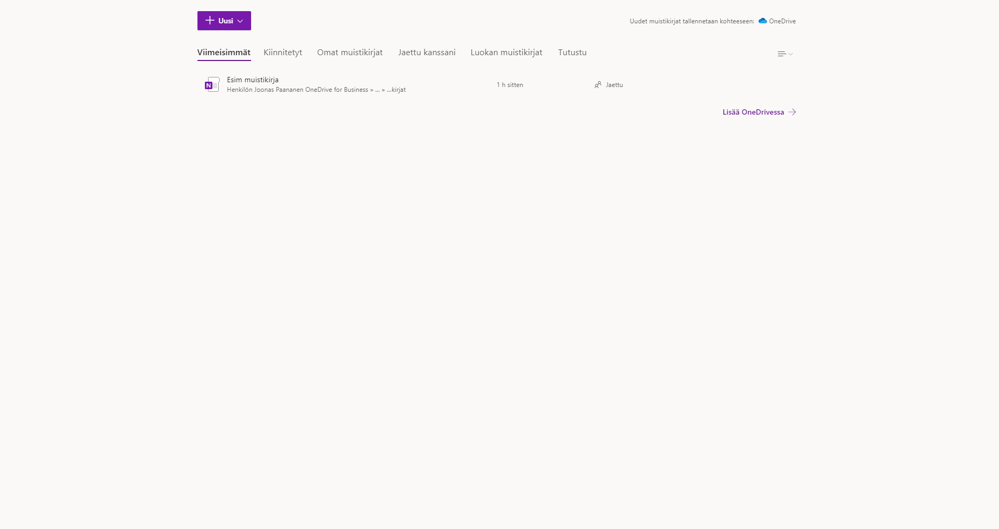 Uusi
Uudet muistikirjat tallennetaan kohteeseen: OneDrive
Viimeisimmät Kiinnitetyt Omat muistikirjat Jaettu kanssani Luokan muistikirjat Tutustu
N
Esim muistikirja
Henkilön Joonas Paananen OneDrive for Business » ... » ...kirjat
1 h sitten
Jaettu
Lisää OneDrivessa